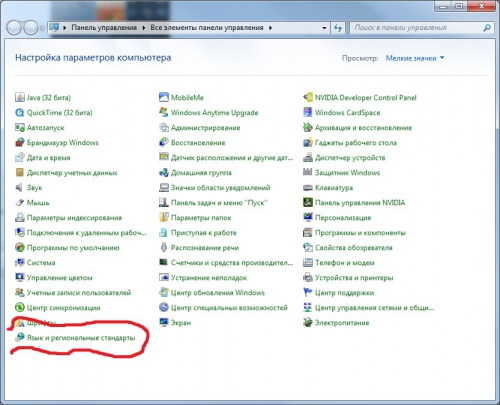 Панель управления ▸ Все элементы панели управления ▸
Поиск в панели управления
Настройка параметров компьютера
Просмотр: Мелкие значки
Java (32 бита) MobileMe NVIDIA Developer Control Panel
QuickTime (32 бита) Windows Anytime Upgrade Windows CardSpace
Автозапуск Администрирование Архивация и восстановление
Брандмауэр Windows Восстановление Гаджеты рабочего стола
Дата и время Датчик расположения и другие дат... Диспетчер устройств
Диспетчер учетных данных Домашняя группа Защитник Windows
Звук Значки области уведомлений Клавиатура
Мышь Панель задач и меню "Пуск" Панель управления NVIDIA
Параметры индексирования Параметры папок Персонализация
Подключения к удаленным рабоч... Приступая к работе Программы и компоненты
Программы по умолчанию Распознавание речи Свойства обозревателя
Система Счетчики и средства производител... Телефон и модем
Управление цветом Устранение неполадок Устройства и принтеры
Учетные записи пользователей Центр обновления Windows Центр поддержки
Центр синхронизации Центр специальных возможностей Центр управления сетями и общи...
Шрифты Экран Электропитание
Язык и региональные стандарты